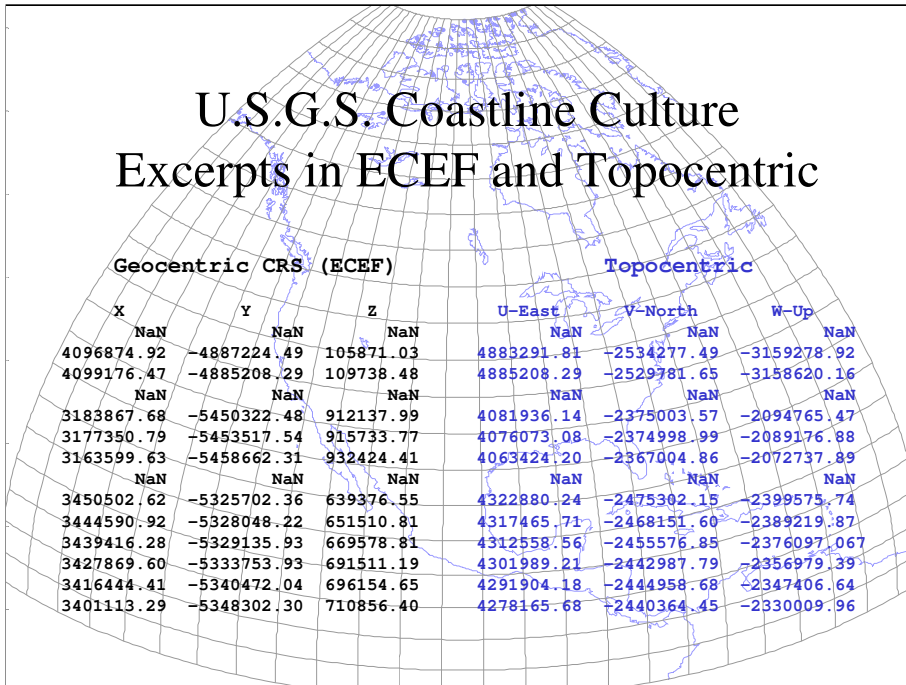 U.S.G.S. Coastline Culture
Excerpts in ECEF and Topocentric
Geocentric CRS (ECEF) Topocentric
X Y Z U-East V-North W-Up
NaN NaN NaN NaN NaN NaN
4096874.92 -4887224.49 105871.03 4883291.81 -2534277.49 -3159278.92
4099176.47 -4885208.29 109738.48 4885208.29 -2529781.65 -3158620.16
NaN NaN NaN NaN NaN NaN
3183867.68 -5450322.48 912137.99 4081936.14 -2375003.57 -2094765.47
3177350.79 -5453517.54 915733.77 4076073.08 -2374998.99 -2089176.88
3163599.63 -5458662.31 932424.41 4063424.20 -2367004.86 -2072737.89
NaN NaN NaN NaN NaN NaN
3450502.62 -5325702.36 639376.55 4322880.24 -2475302.15 -2399575.74
3444590.92 -5328048.22 651510.81 4317465.71 -2468151.60 -2389219.87
3439416.28 -5329135.93 669578.81 4312558.56 -2455576.85 -2376097.067
3427869.60 -5333753.93 691511.19 4301989.21 -2442987.79 -2356979.39
3416444.41 -5340472.04 696154.65 4291904.18 -2444958.68 -2347406.64
3401113.29 -5348302.30 710856.40 4278165.68 -2440364.45 -2330009.96